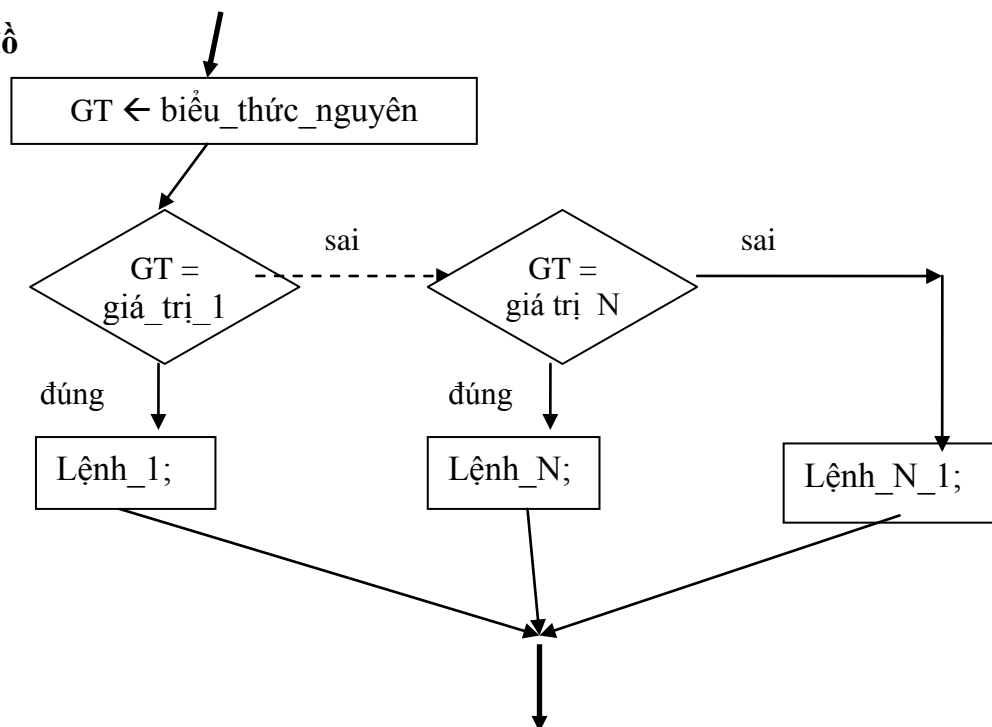 GT ← biểu_thức_nguyên
sai
sai
GT =
giá_trị_1
GT =
giá trị N
đúng
đúng
Lệnh_1;
Lệnh_N;
Lệnh_N_1;